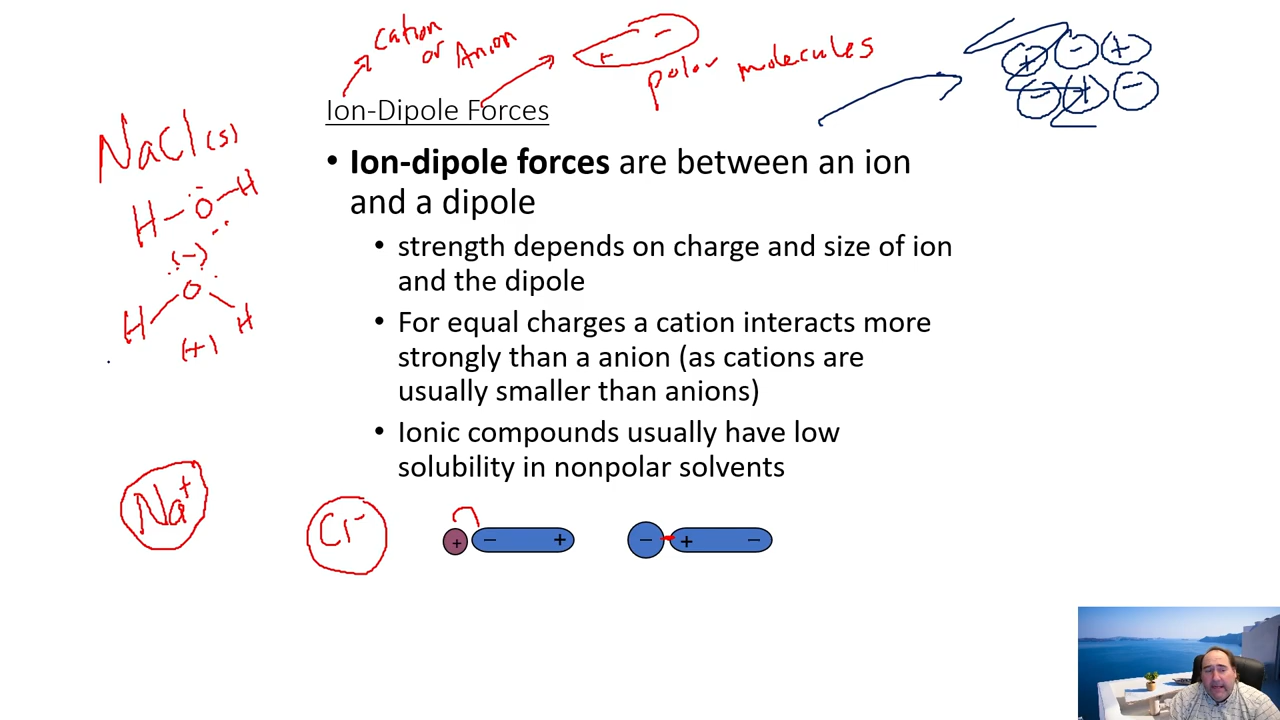 Cation
or Anion
+ -
polar molecules
+ - +
- + -
Ion-Dipole Forces
NaCl(s)
H-O-H
(-)
O
H H
(+)
• Ion-dipole forces are between an ion
and a dipole
• strength depends on charge and size of ion
and the dipole
• For equal charges a cation interacts more
strongly than a anion (as cations are
usually smaller than anions)
• Ionic compounds usually have low
solubility in nonpolar solvents
Na+
Cl-
+ - +
- + -